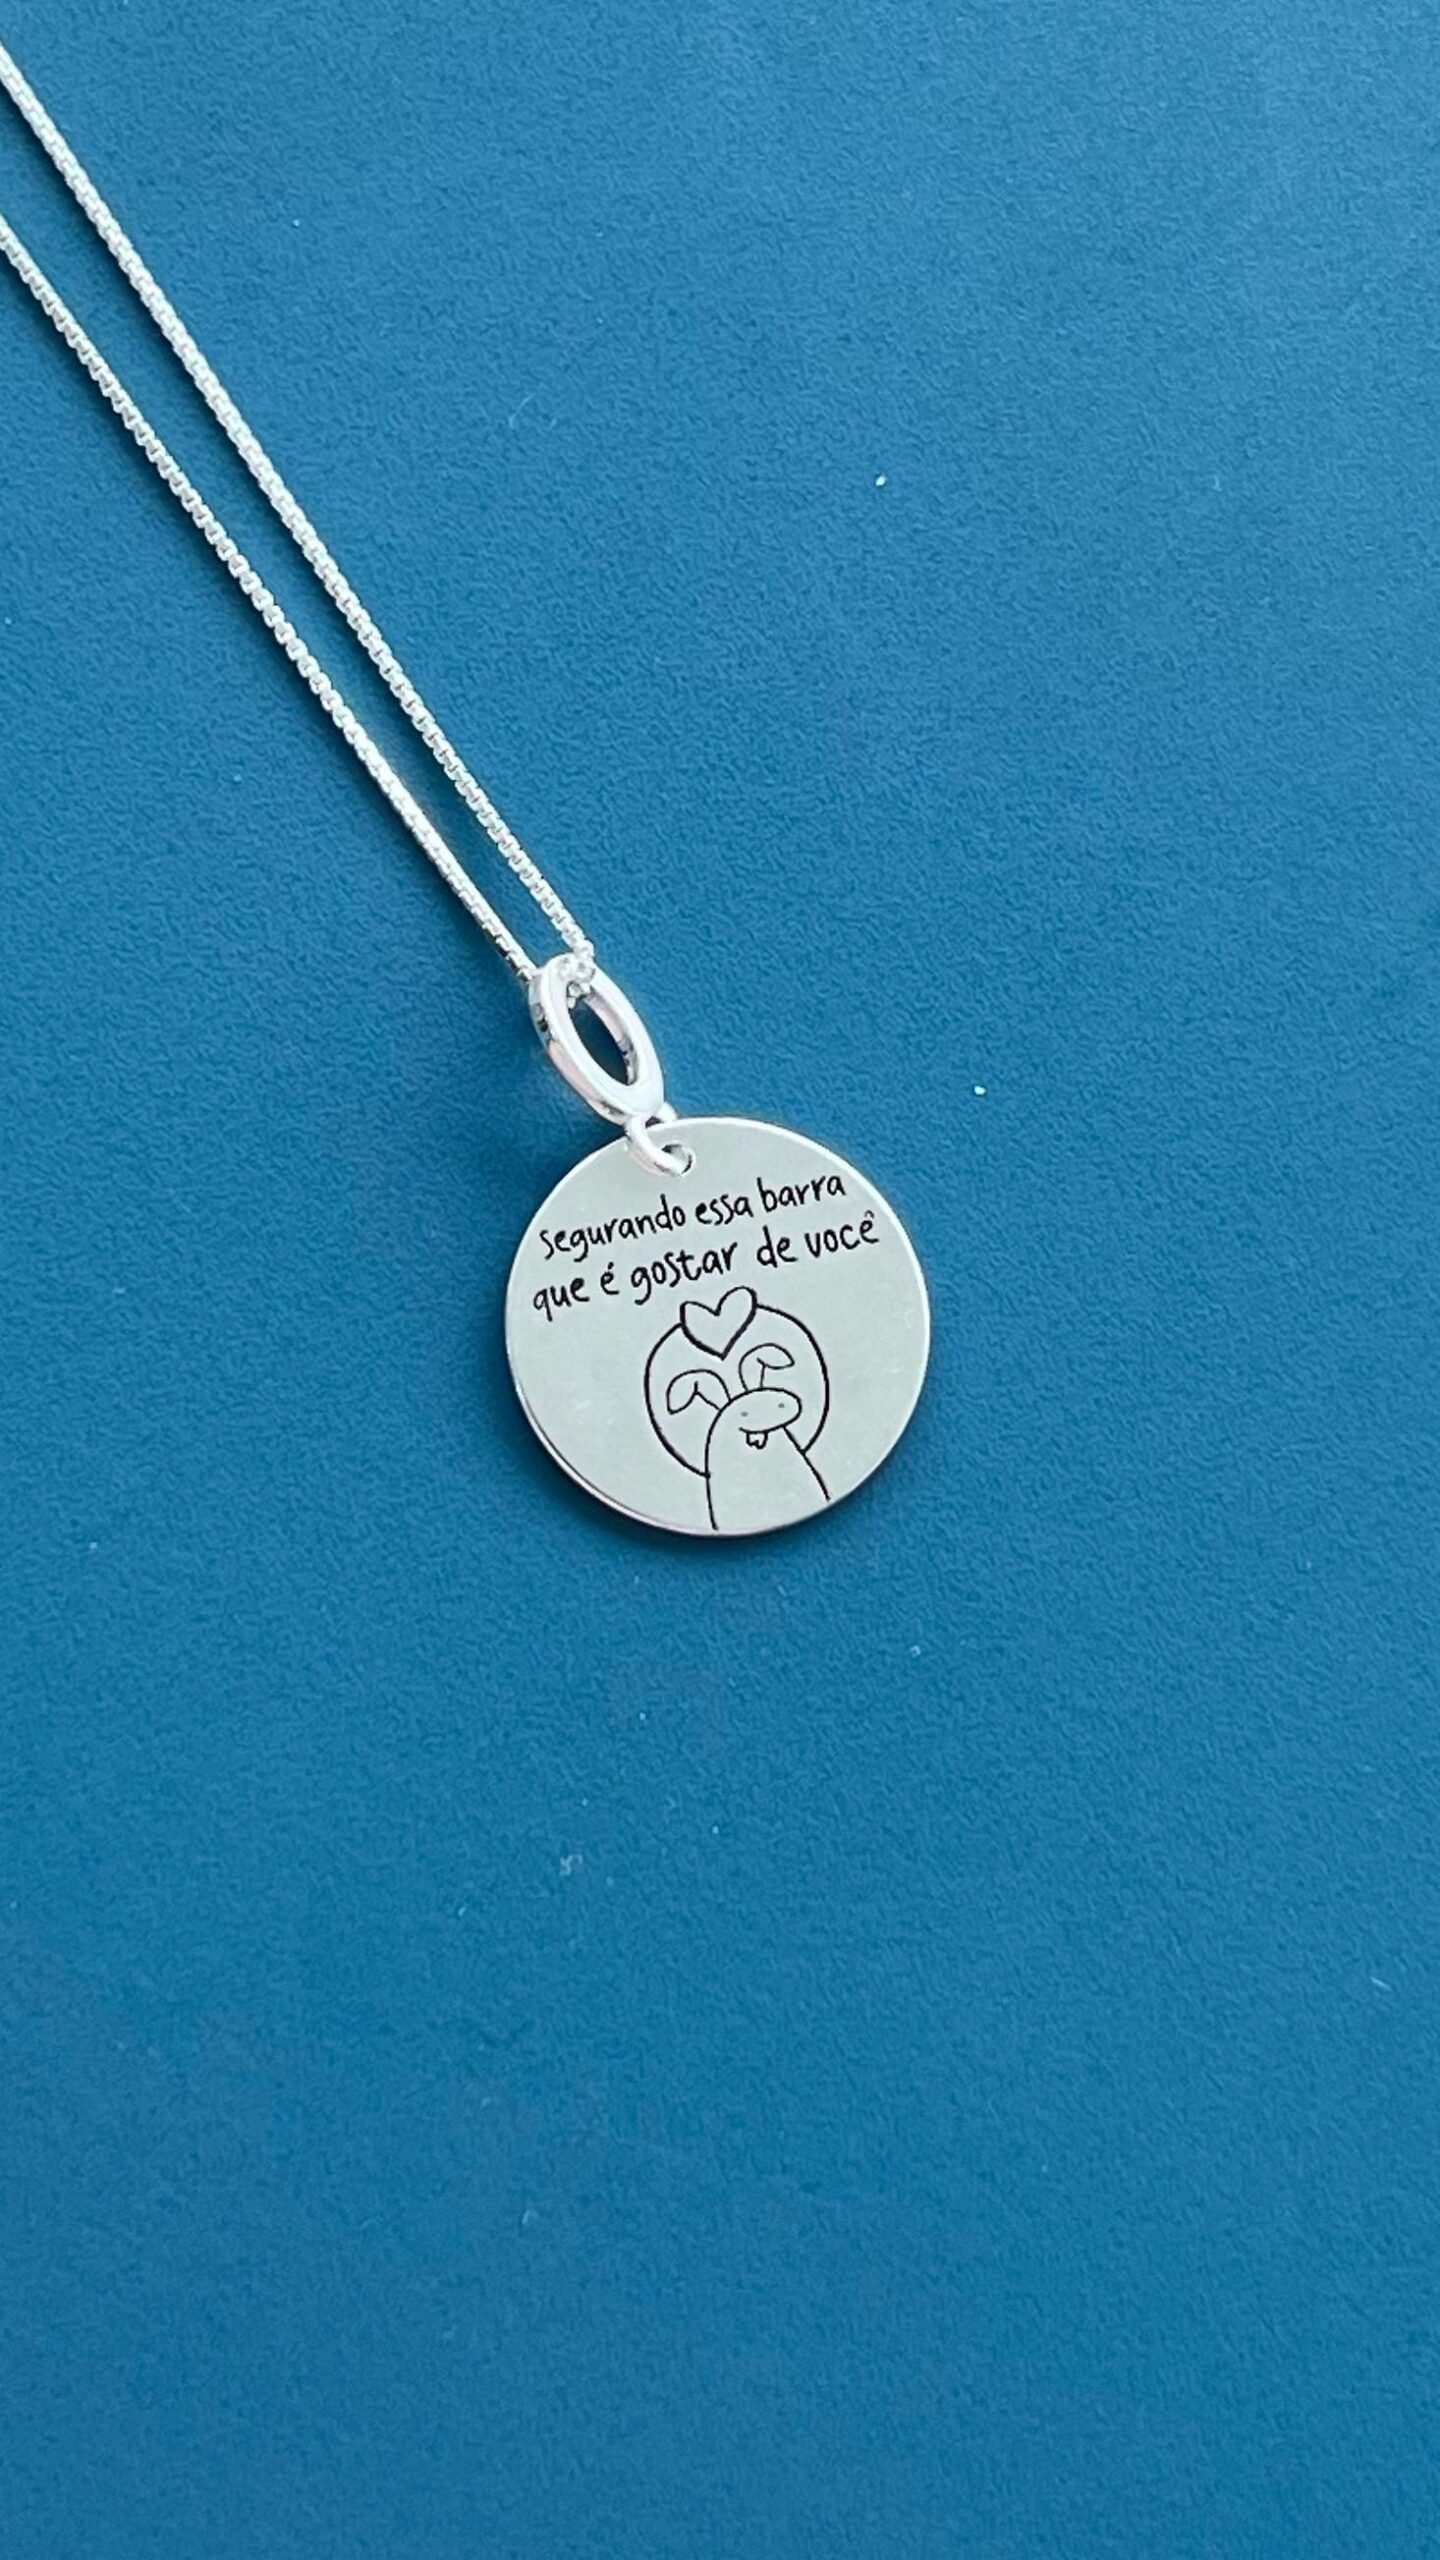 segurando essa barra
que é gostar de você